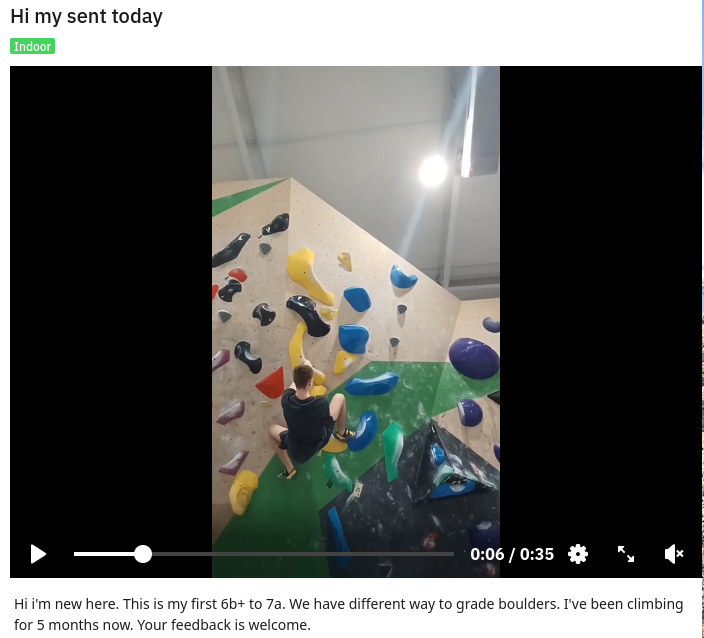 Hi my sent today
Indoor
0:06 / 0:35
Hi i'm new here. This is my first 6b+ to 7a. We have different way to grade boulders. I've been climbing
for 5 months now. Your feedback is welcome.